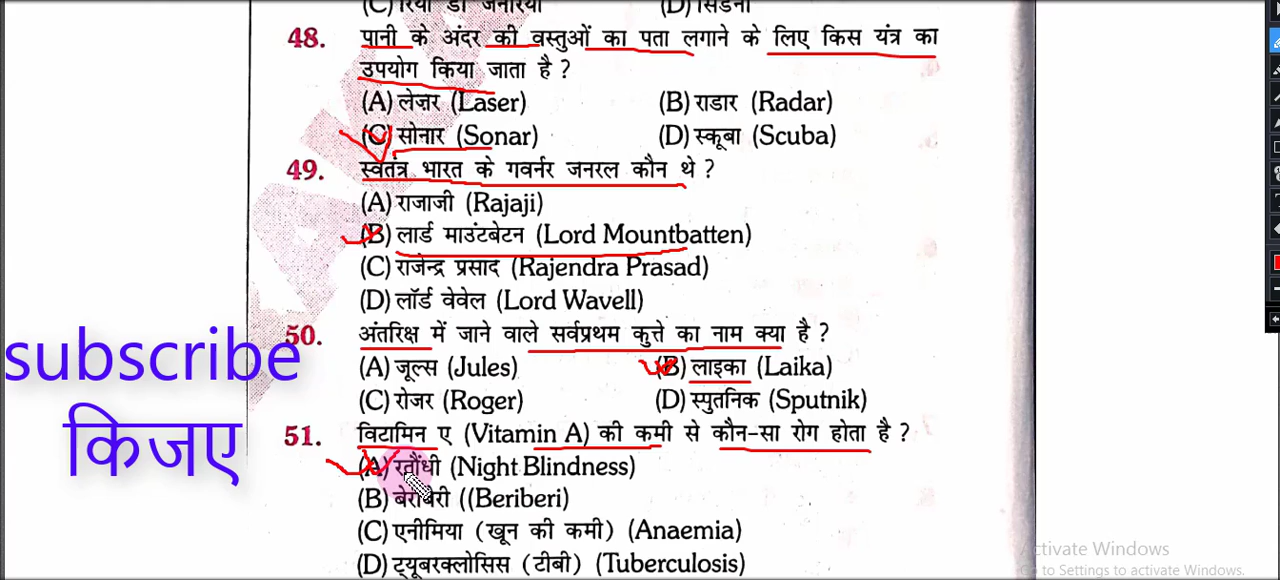 (C) रियो डी जेनेरियो (D) सिडनी
48. पानी के अंदर की वस्तुओं का पता लगाने के लिए किस यंत्र का
उपयोग किया जाता है ?
(A) लेज़र (Laser) (B) राडार (Radar)
(C) सोनार (Sonar) (D) स्कूबा (Scuba)
49. स्वतंत्र भारत के गवर्नर जनरल कौन थे ?
(A) राजाजी (Rajaji)
(B) लार्ड माउंटबेटन (Lord Mountbatten)
(C) राजेन्द्र प्रसाद (Rajendra Prasad)
(D) लॉर्ड वेवेल (Lord Wavell)
50. अंतरिक्ष में जाने वाले सर्वप्रथम कुत्ते का नाम क्या है ?
(A) जूल्स (Jules) (B) लाइका (Laika)
(C) रोजर (Roger) (D) स्पुतनिक (Sputnik)
51. विटामिन ए (Vitamin A) की कमी से कौन-सा रोग होता है ?
(A) रतौंधी (Night Blindness)
(B) बेरीबेरी ((Beriberi)
(C) एनीमिया (खून की कमी) (Anaemia)
(D) ट्यूबरक्लोसिस (टीबी) (Tuberculosis)
subscribe
किजए
Activate Windows
Go to Settings to activate Windows.